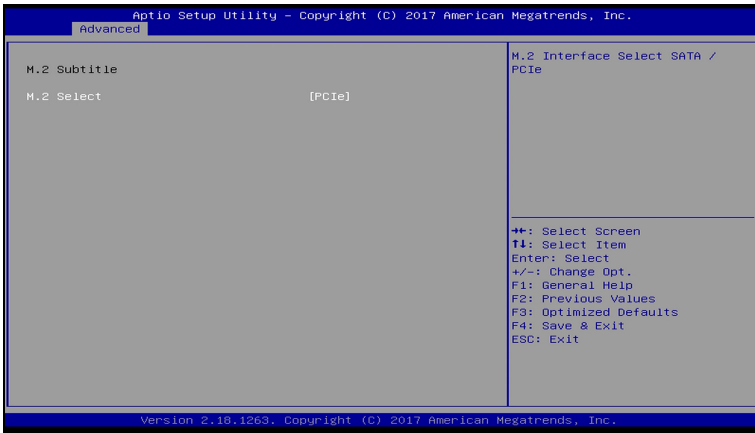 Aptio Setup Utility – Copyright (C) 2017 American Megatrends, Inc.
Advanced
M.2 Subtitle
M.2 Select [PCIe]
M.2 Interface Select SATA /
PCIe
→←: Select Screen
↑↓: Select Item
Enter: Select
+/-: Change Opt.
F1: General Help
F2: Previous Values
F3: Optimized Defaults
F4: Save & Exit
ESC: Exit
Version 2.18.1263. Copyright (C) 2017 American Megatrends, Inc.